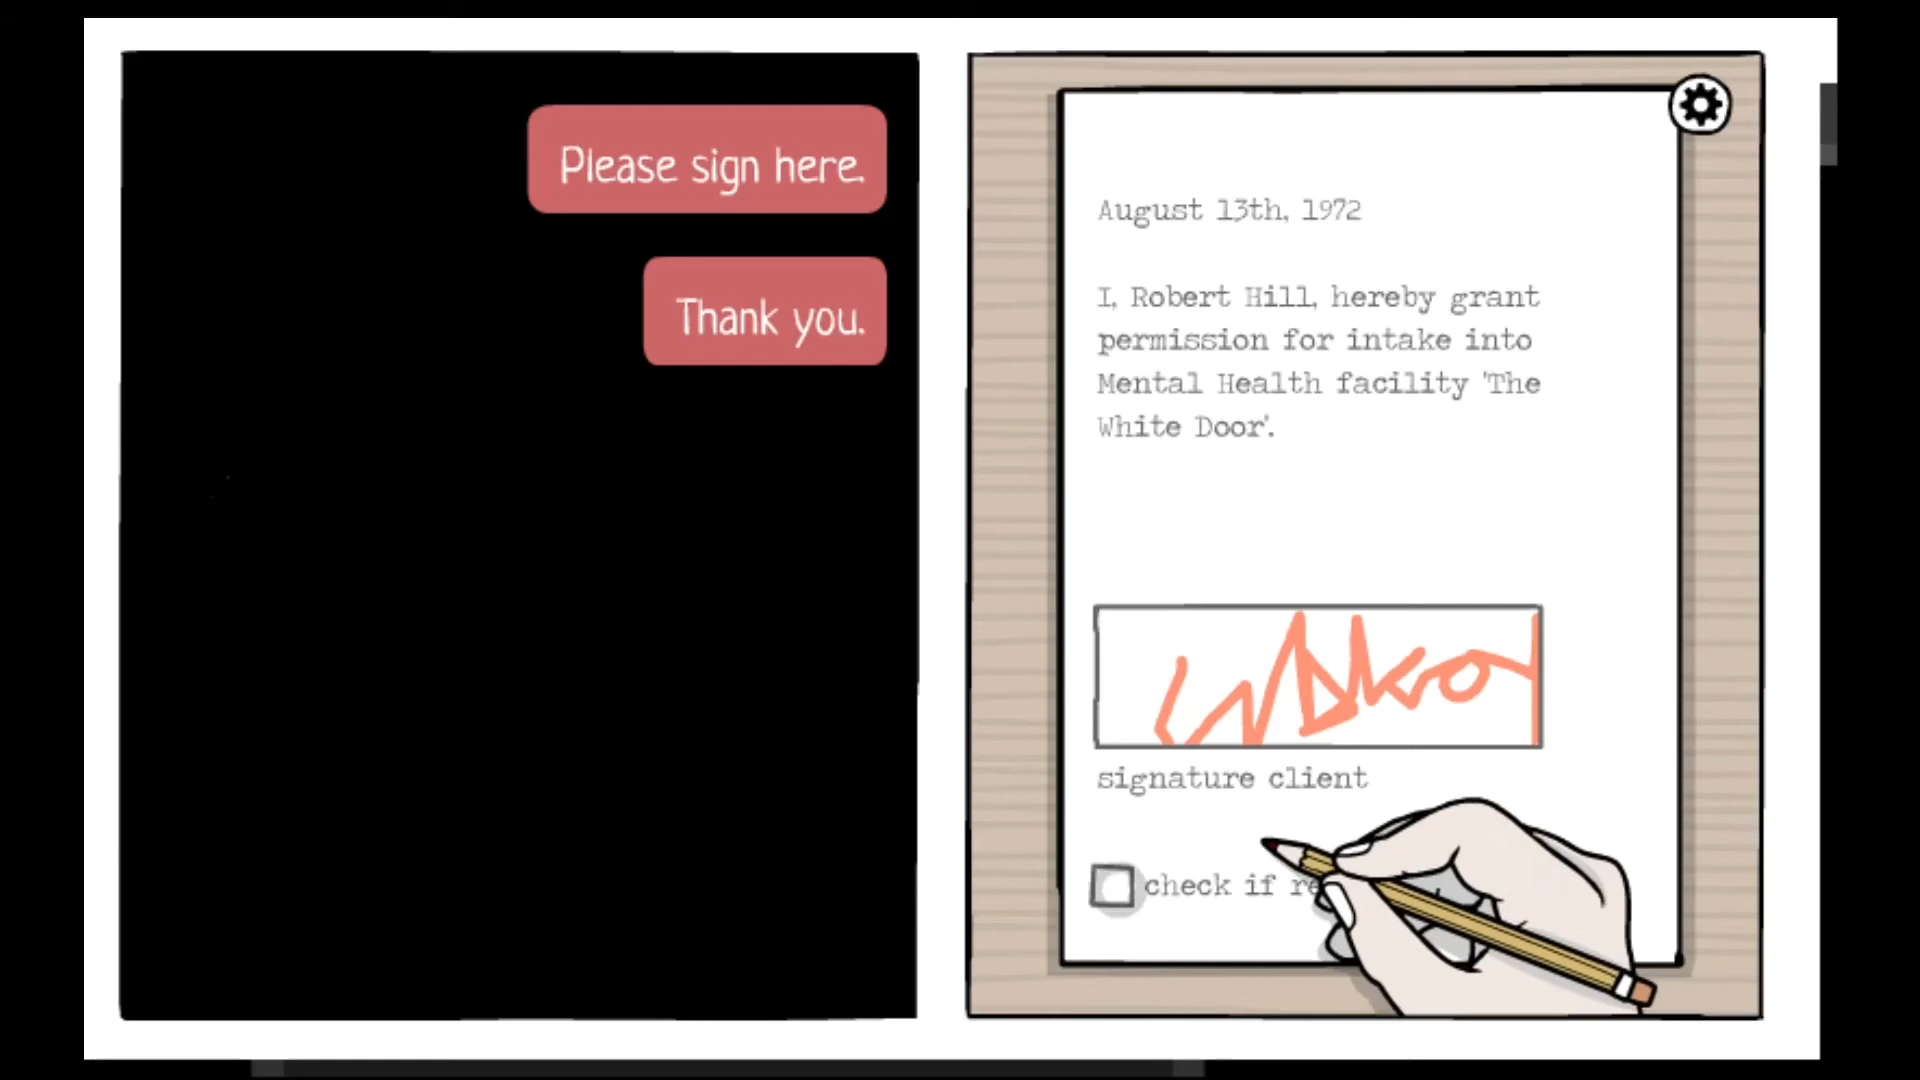 Please sign here.
Thank you.
August 13th, 1972
I, Robert Hill, hereby grant
permission for intake into
Mental Health facility 'The
White Door'.
signature client
check if